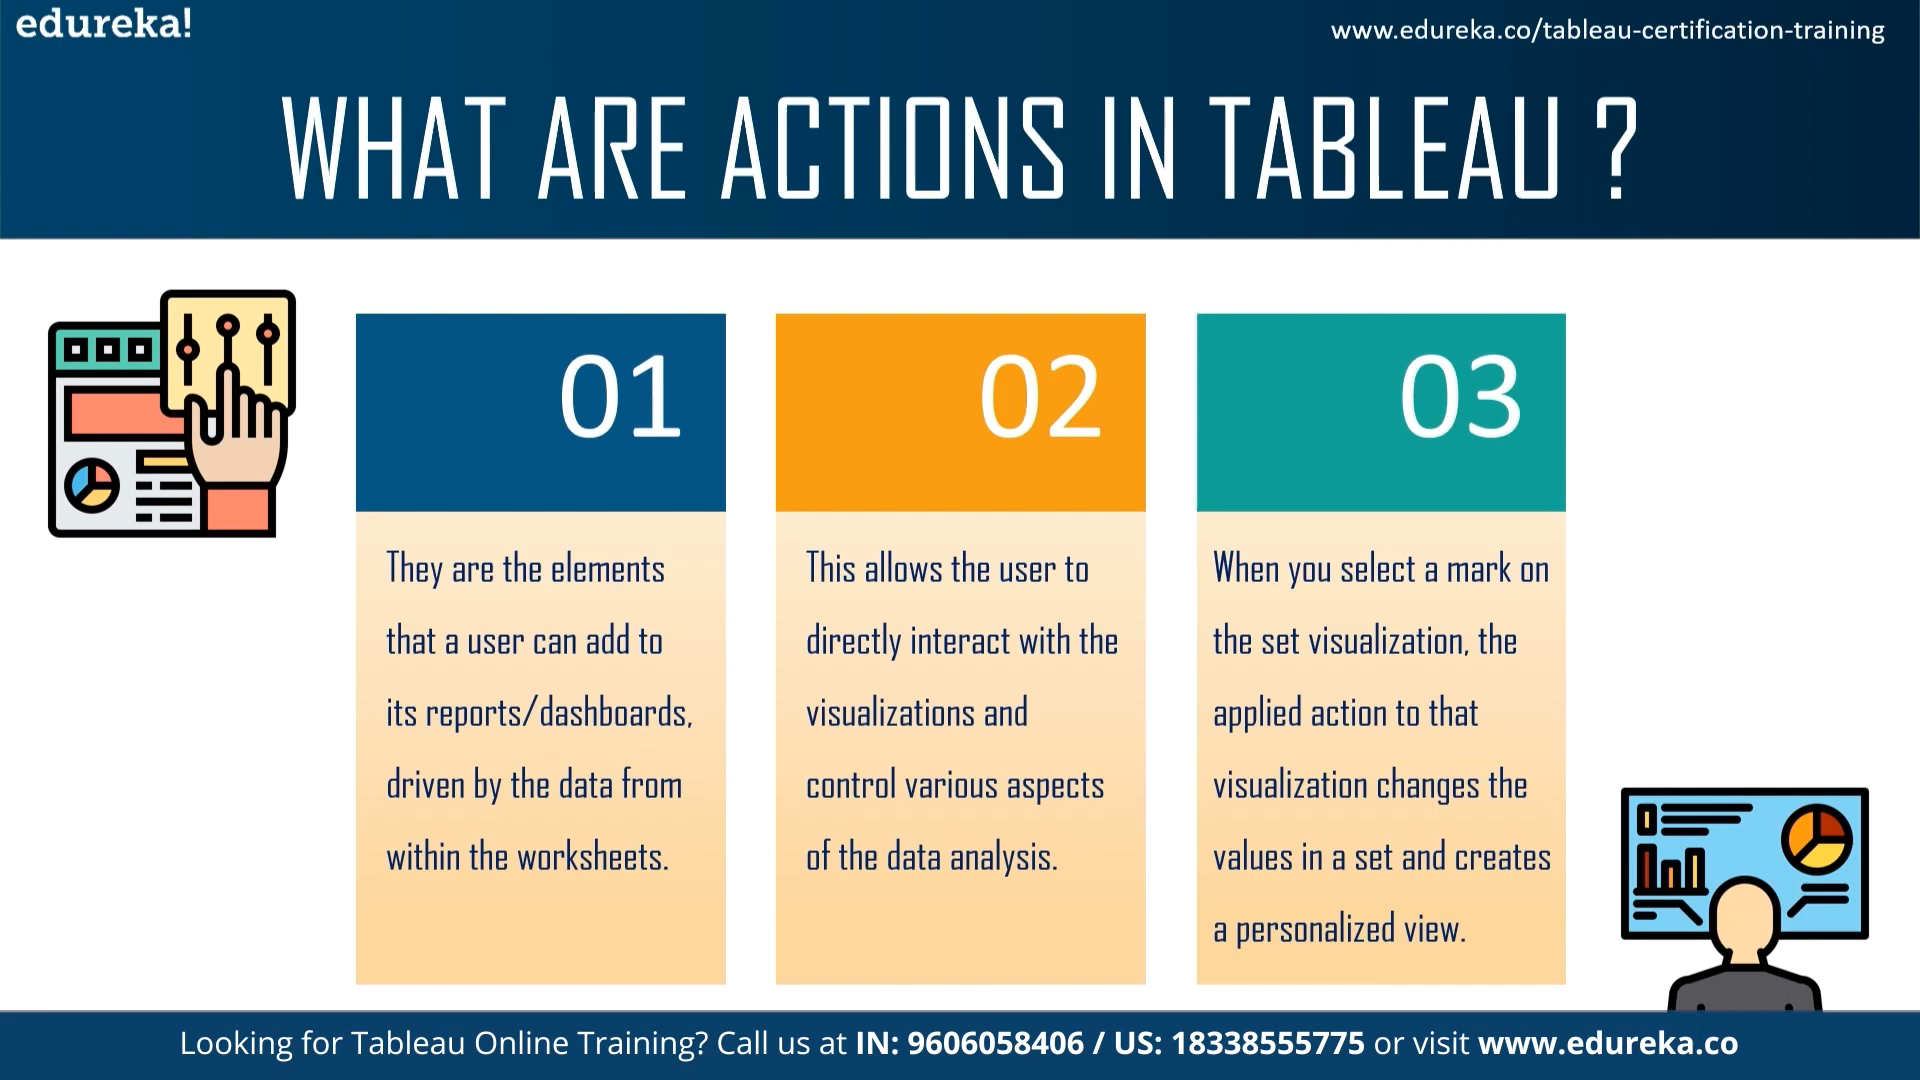 edureka!
www.edureka.co/tableau-certification-training
WHAT ARE ACTIONS IN TABLEAU ?
01
They are the elements
that a user can add to
its reports/dashboards,
driven by the data from
within the worksheets.
02
This allows the user to
directly interact with the
visualizations and
control various aspects
of the data analysis.
03
When you select a mark on
the set visualization, the
applied action to that
visualization changes the
values in a set and creates
a personalized view.
Looking for Tableau Online Training? Call us at IN: 9606058406 / US: 18338555775 or visit www.edureka.co